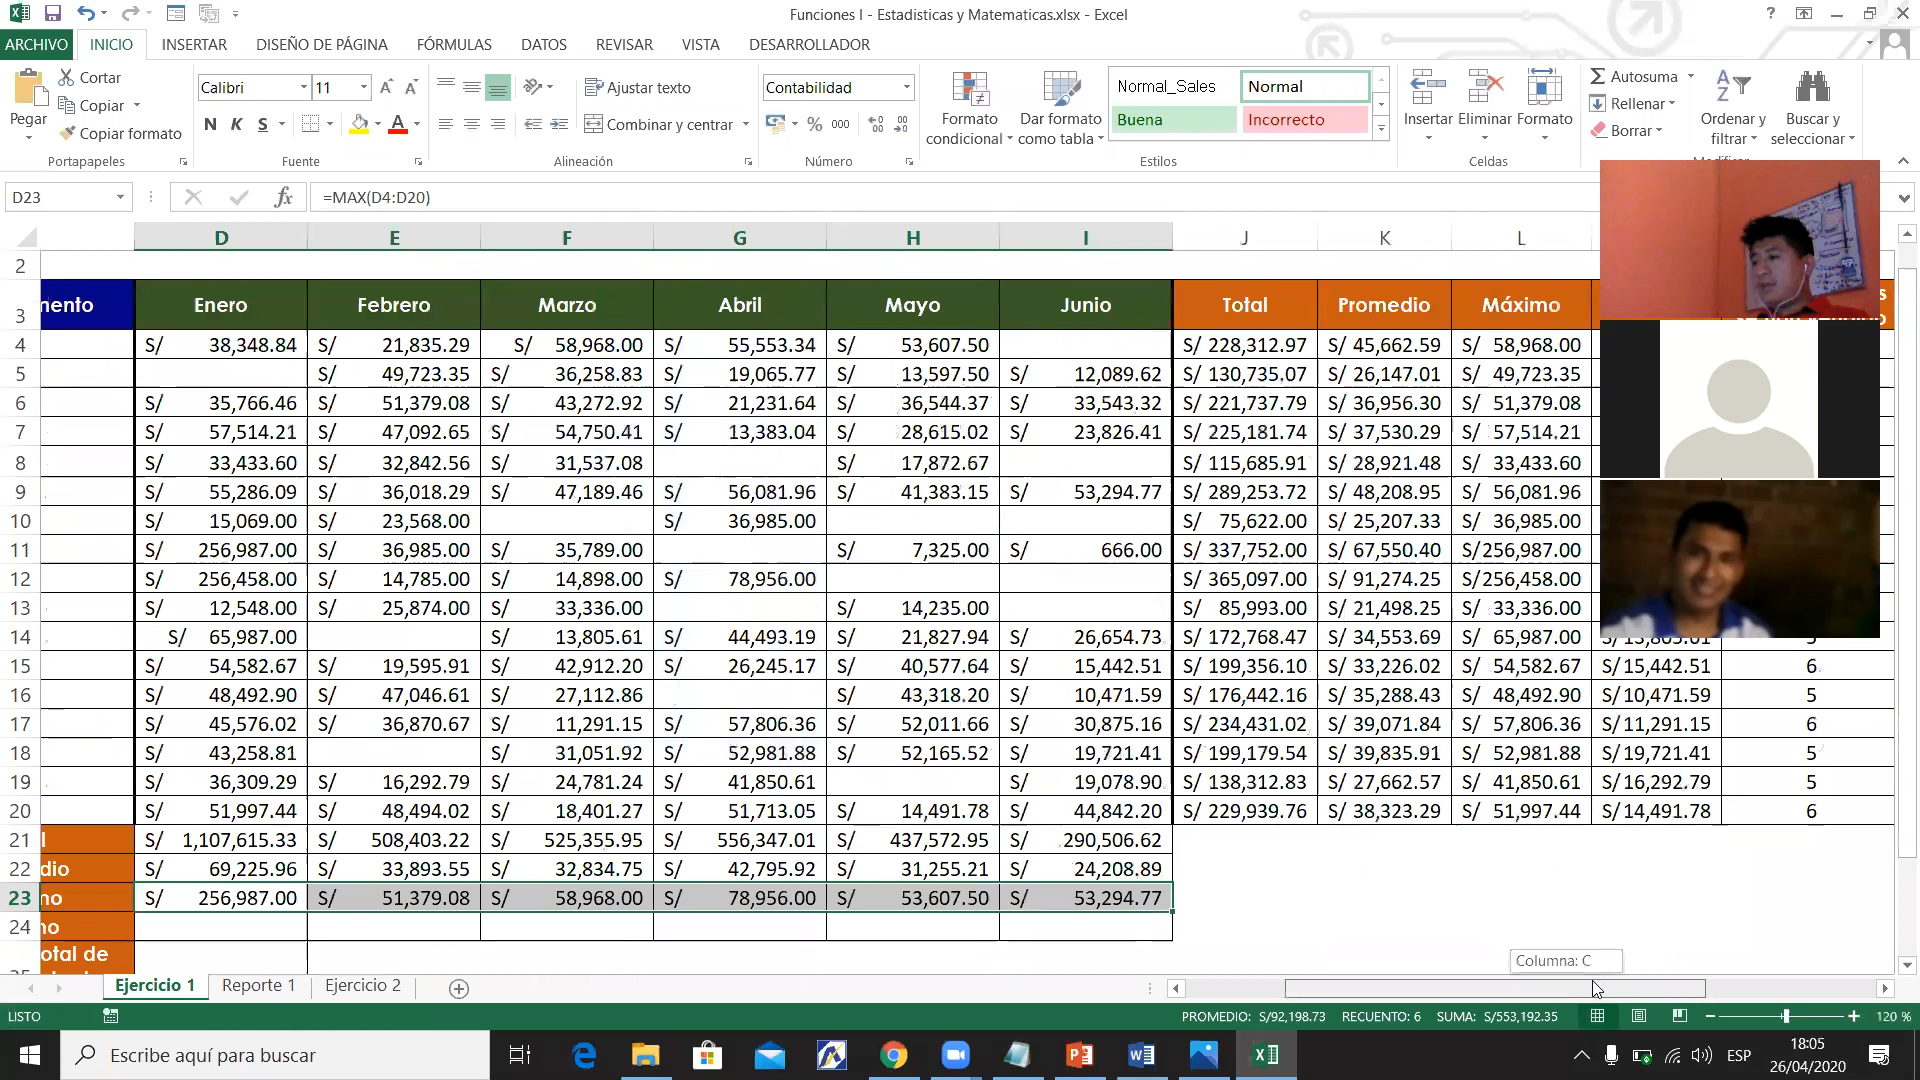 Funciones I - Estadisticas y Matematicas.xlsx - Excel
ARCHIVO INICIO INSERTAR DISEÑO DE PÁGINA FÓRMULAS DATOS REVISAR VISTA DESARROLLADOR
Pegar
Cortar
Copiar
Copiar formato
Portapapeles
Calibri 11
N K S
Fuente
Ajustar texto
Combinar y centrar
Alineación
Contabilidad
% 000
Número
Formato condicional
Dar formato como tabla
Normal_Sales Normal
Buena Incorrecto
Estilos
Insertar Eliminar Formato
Celdas
Autosuma
Rellenar
Borrar
Ordenar y filtrar
Buscar y seleccionar
D23 fx =MAX(D4:D20)
D E F G H I J K L
2
3 mento Enero Febrero Marzo Abril Mayo Junio Total Promedio Máximo
4 S/ 38,348.84 S/ 21,835.29 S/ 58,968.00 S/ 55,553.34 S/ 53,607.50 S/ 228,312.97 S/ 45,662.59 S/ 58,968.00
5 S/ 49,723.35 S/ 36,258.83 S/ 19,065.77 S/ 13,597.50 S/ 12,089.62 S/ 130,735.07 S/ 26,147.01 S/ 49,723.35
6 S/ 35,766.46 S/ 51,379.08 S/ 43,272.92 S/ 21,231.64 S/ 36,544.37 S/ 33,543.32 S/ 221,737.79 S/ 36,956.30 S/ 51,379.08
7 S/ 57,514.21 S/ 47,092.65 S/ 54,750.41 S/ 13,383.04 S/ 28,615.02 S/ 23,826.41 S/ 225,181.74 S/ 37,530.29 S/ 57,514.21
8 S/ 33,433.60 S/ 32,842.56 S/ 31,537.08 S/ 17,872.67 S/ 115,685.91 S/ 28,921.48 S/ 33,433.60
9 S/ 55,286.09 S/ 36,018.29 S/ 47,189.46 S/ 56,081.96 S/ 41,383.15 S/ 53,294.77 S/ 289,253.72 S/ 48,208.95 S/ 56,081.96
10 S/ 15,069.00 S/ 23,568.00 S/ 36,985.00 S/ 75,622.00 S/ 25,207.33 S/ 36,985.00
11 S/ 256,987.00 S/ 36,985.00 S/ 35,789.00 S/ 7,325.00 S/ 666.00 S/ 337,752.00 S/ 67,550.40 S/256,987.00
12 S/ 256,458.00 S/ 14,785.00 S/ 14,898.00 S/ 78,956.00 S/ 365,097.00 S/ 91,274.25 S/256,458.00
13 S/ 12,548.00 S/ 25,874.00 S/ 33,336.00 S/ 14,235.00 S/ 85,993.00 S/ 21,498.25 S/ 33,336.00
14 S/ 65,987.00 S/ 13,805.61 S/ 44,493.19 S/ 21,827.94 S/ 26,654.73 S/ 172,768.47 S/ 34,553.69 S/ 65,987.00
15 S/ 54,582.67 S/ 19,595.91 S/ 42,912.20 S/ 26,245.17 S/ 40,577.64 S/ 15,442.51 S/ 199,356.10 S/ 33,226.02 S/ 54,582.67 S/ 15,442.51 6
16 S/ 48,492.90 S/ 47,046.61 S/ 27,112.86 S/ 43,318.20 S/ 10,471.59 S/ 176,442.16 S/ 35,288.43 S/ 48,492.90 S/ 10,471.59 5
17 S/ 45,576.02 S/ 36,870.67 S/ 11,291.15 S/ 57,806.36 S/ 52,011.66 S/ 30,875.16 S/ 234,431.02 S/ 39,071.84 S/ 57,806.36 S/ 11,291.15 6
18 S/ 43,258.81 S/ 31,051.92 S/ 52,981.88 S/ 52,165.52 S/ 19,721.41 S/ 199,179.54 S/ 39,835.91 S/ 52,981.88 S/ 19,721.41 5
19 S/ 36,309.29 S/ 16,292.79 S/ 24,781.24 S/ 41,850.61 S/ 19,078.90 S/ 138,312.83 S/ 27,662.57 S/ 41,850.61 S/ 16,292.79 5
20 S/ 51,997.44 S/ 48,494.02 S/ 18,401.27 S/ 51,713.05 S/ 14,491.78 S/ 44,842.20 S/ 229,939.76 S/ 38,323.29 S/ 51,997.44 S/ 14,491.78 6
21 l S/ 1,107,615.33 S/ 508,403.22 S/ 525,355.95 S/ 556,347.01 S/ 437,572.95 S/ 290,506.62
22 dio S/ 69,225.96 S/ 33,893.55 S/ 32,834.75 S/ 42,795.92 S/ 31,255.21 S/ 24,208.89
23 no S/ 256,987.00 S/ 51,379.08 S/ 58,968.00 S/ 78,956.00 S/ 53,607.50 S/ 53,294.77
24 no
otal de
Columna: C
Ejercicio 1 Reporte 1 Ejercicio 2
LISTO PROMEDIO: S/92,198.73 RECUENTO: 6 SUMA: S/553,192.35 120 %
Escribe aquí para buscar
ESP
18:05
26/04/2020